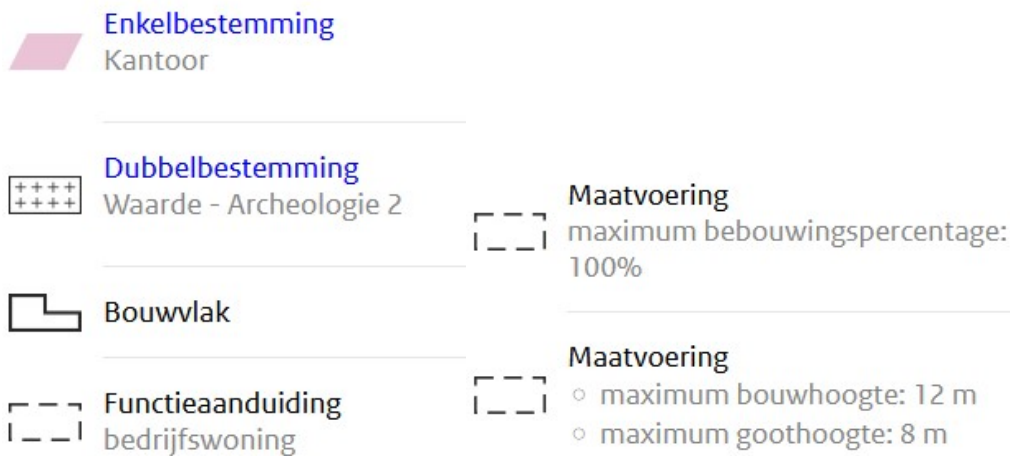 Enkelbestemming
Kantoor
Dubbelbestemming
Waarde - Archeologie 2
Bouwvlak
Functieaanduiding
bedrijfswoning
Maatvoering
maximum bebouwingspercentage:
100%
Maatvoering
○ maximum bouwhoogte: 12 m
○ maximum goothoogte: 8 m